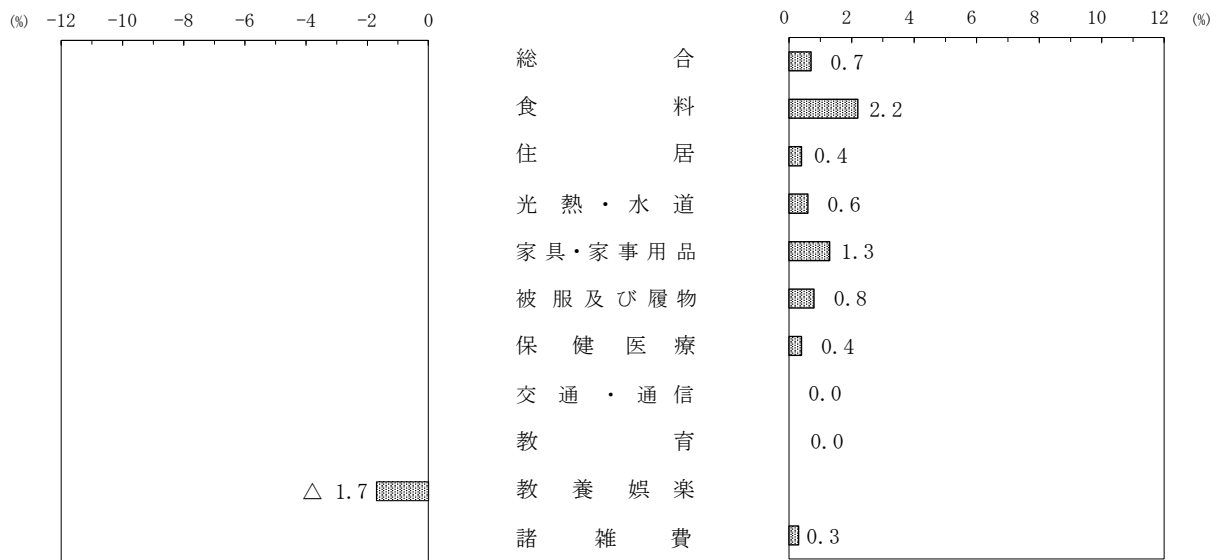 (%) −12 −10 −8 −6 −4 −2 0 0 2 4 6 8 10 12 (%)
総合 0.7
食料 2.2
住居 0.4
光熱・水道 0.6
家具・家事用品 1.3
被服及び履物 0.8
保健医療 0.4
交通・通信 0.0
教育 0.0
△ 1.7 教養娯楽
諸雑費 0.3